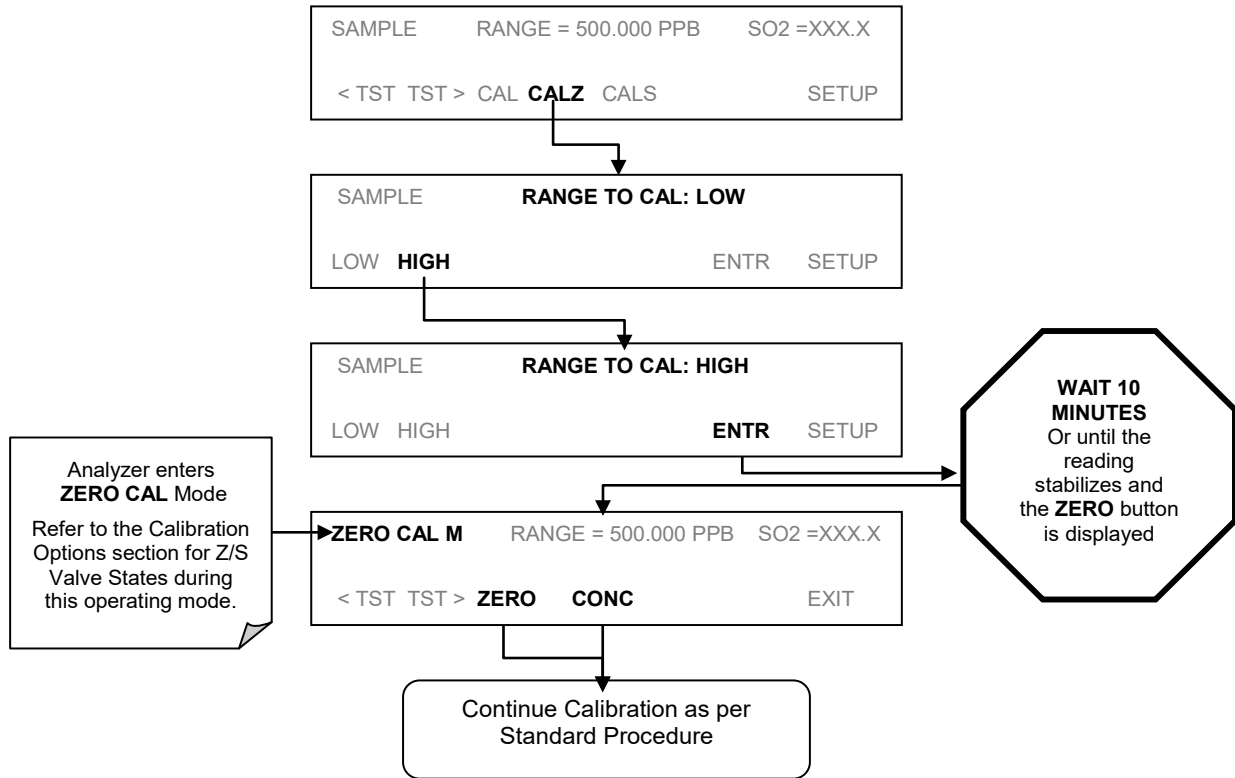 SAMPLE RANGE = 500.000 PPB SO2 =XXX.X
< TST TST > CAL CALZ CALS SETUP
SAMPLE RANGE TO CAL: LOW
LOW HIGH ENTR SETUP
SAMPLE RANGE TO CAL: HIGH
LOW HIGH ENTR SETUP
WAIT 10
MINUTES
Or until the
reading
stabilizes and
the ZERO button
is displayed
Analyzer enters
ZERO CAL Mode
Refer to the Calibration
Options section for Z/S
Valve States during
this operating mode.
ZERO CAL M RANGE = 500.000 PPB SO2 =XXX.X
< TST TST > ZERO CONC EXIT
Continue Calibration as per
Standard Procedure